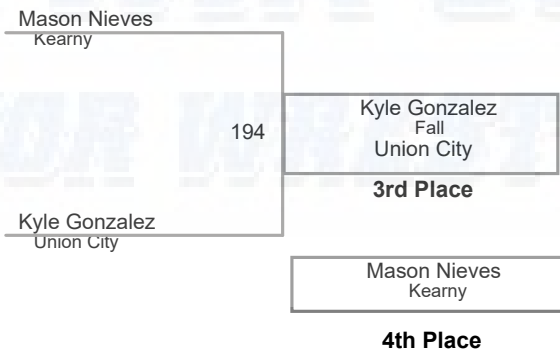 Mason Nieves
Kearny
194
Kyle Gonzalez
Fall
Union City
3rd Place
Kyle Gonzalez
Union City
Mason Nieves
Kearny
4th Place